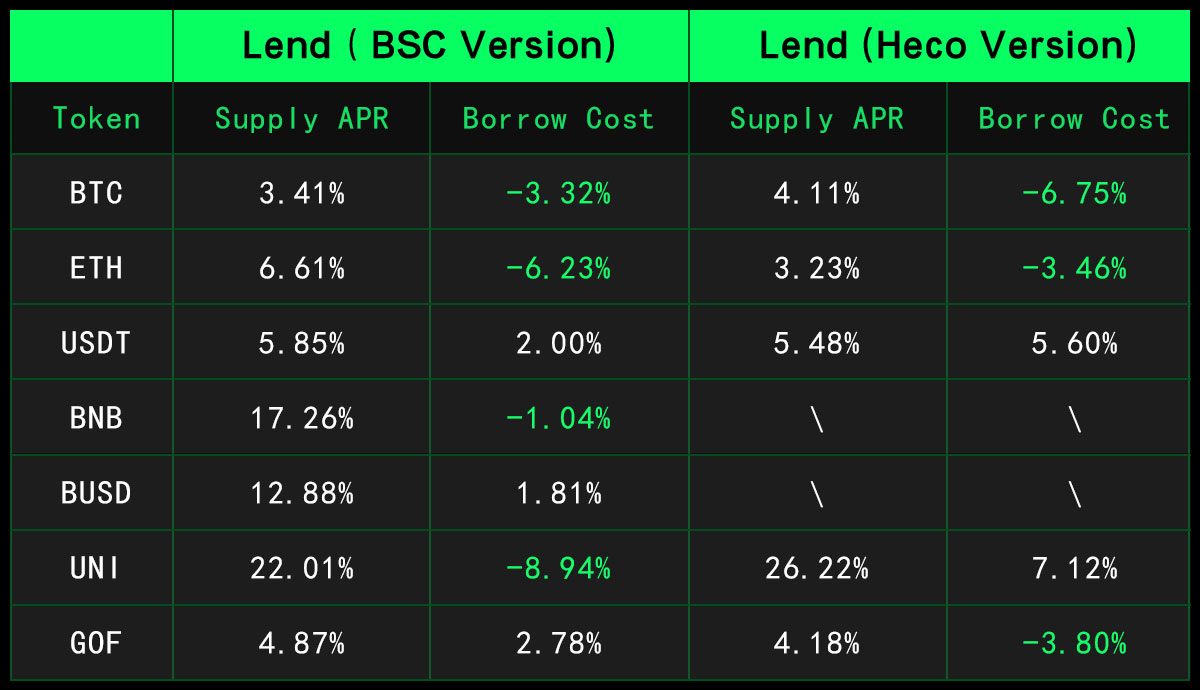 Lend ( BSC Version) Lend (Heco Version)
Token Supply APR Borrow Cost Supply APR Borrow Cost
BTC 3.41% -3.32% 4.11% -6.75%
ETH 6.61% -6.23% 3.23% -3.46%
USDT 5.85% 2.00% 5.48% 5.60%
BNB 17.26% -1.04% \ \
BUSD 12.88% 1.81% \ \
UNI 22.01% -8.94% 26.22% 7.12%
GOF 4.87% 2.78% 4.18% -3.80%